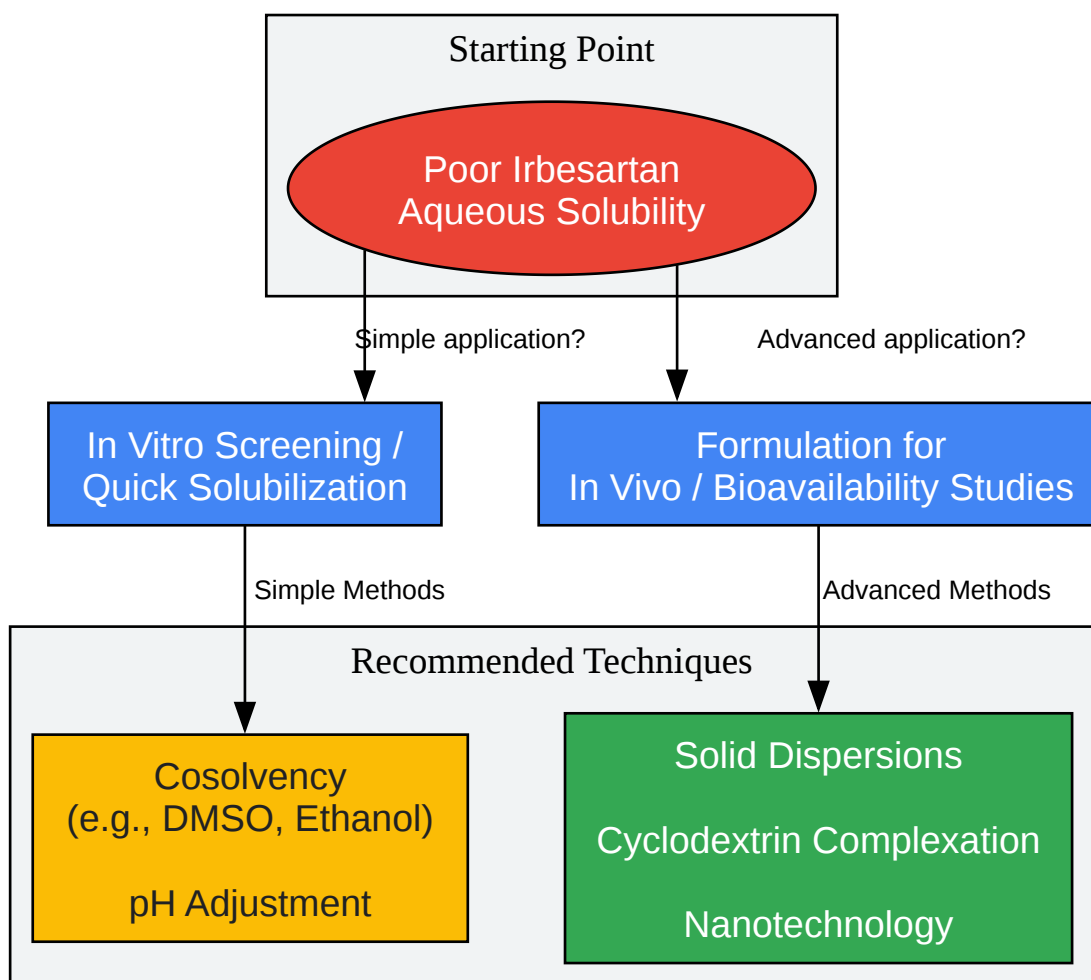 Starting Point
Poor Irbesartan
Aqueous Solubility
Simple application?
Advanced application?
In Vitro Screening /
Quick Solubilization
Formulation for
In Vivo / Bioavailability Studies
Simple Methods
Advanced Methods
Recommended Techniques
Cosolvency
(e.g., DMSO, Ethanol)
pH Adjustment
Solid Dispersions
Cyclodextrin Complexation
Nanotechnology